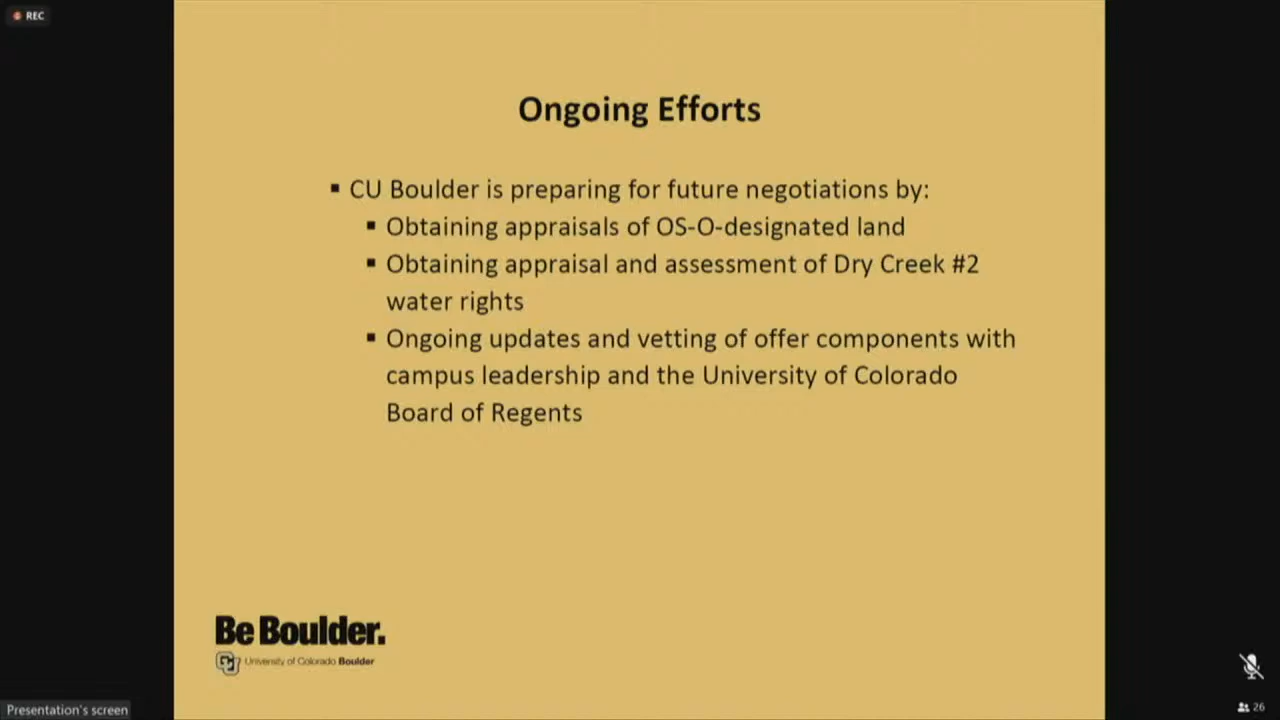 REC
Ongoing Efforts
▪ CU Boulder is preparing for future negotiations by:
▪ Obtaining appraisals of OS-O-designated land
▪ Obtaining appraisal and assessment of Dry Creek #2
water rights
▪ Ongoing updates and vetting of offer components with
campus leadership and the University of Colorado
Board of Regents
Be Boulder.
CU University of Colorado Boulder
Presentation's screen
26